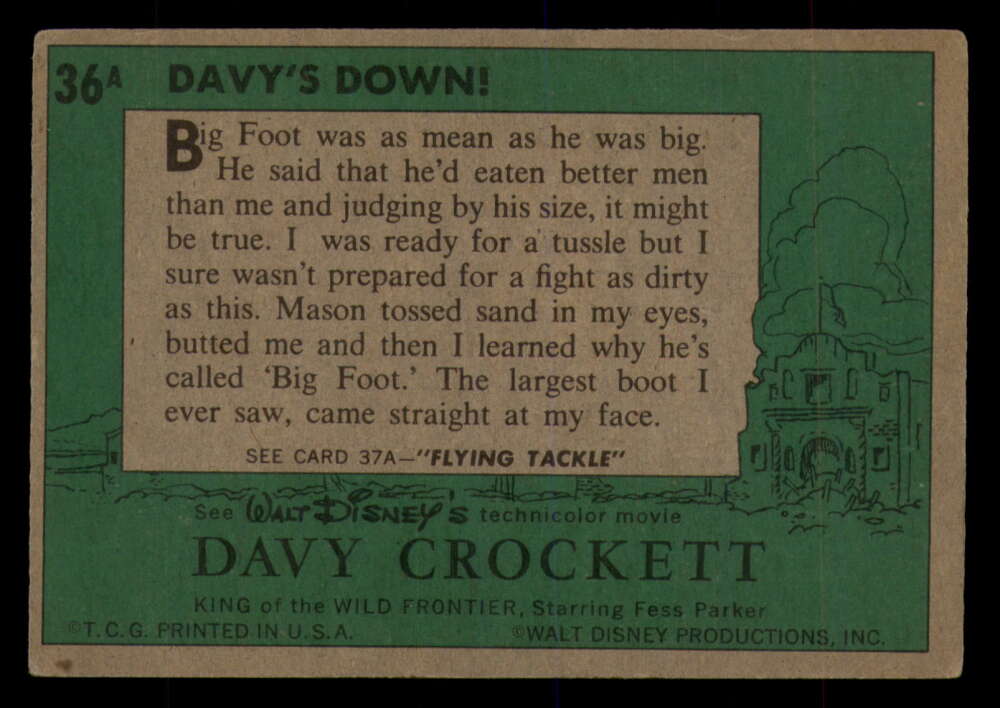 36A DAVY'S DOWN!
Big Foot was as mean as he was big.
He said that he'd eaten better men
than me and judging by his size, it might
be true. I was ready for a tussle but I
sure wasn't prepared for a fight as dirty
as this. Mason tossed sand in my eyes,
butted me and then I learned why he's
called 'Big Foot.' The largest boot I
ever saw, came straight at my face.
SEE CARD 37A—"FLYING TACKLE"
See WALT DISNEY'S technicolor movie
DAVY CROCKETT
KING of the WILD FRONTIER, Starring Fess Parker
©T.C.G. PRINTED IN U.S.A. ©WALT DISNEY PRODUCTIONS, INC.